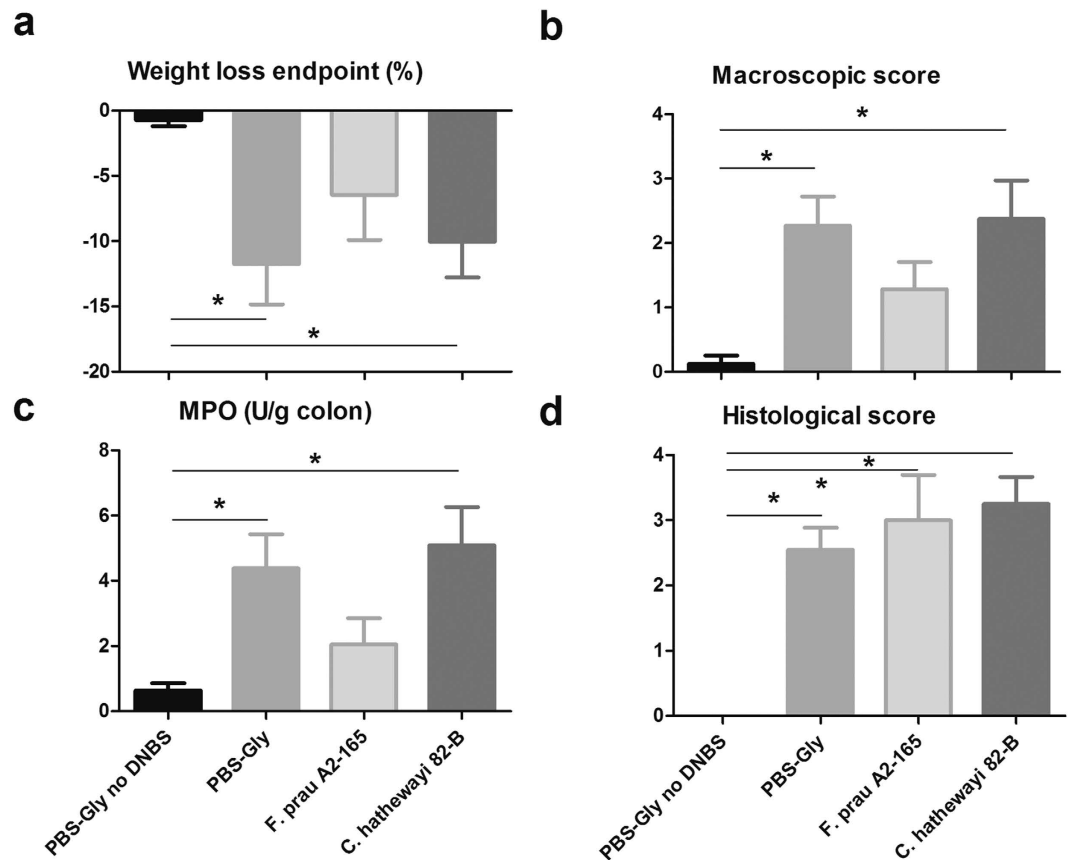 a
Weight loss endpoint (%)
0
-5
-10
-15
-20
*
*
b
Macroscopic score
4
3
2
1
0
*
*
c
MPO (U/g colon)
8
6
4
2
0
*
*
PBS-Gly no DNBS
PBS-Gly
F. prau A2-165
C. hathewayi 82-B
d
Histological score
4
3
2
1
0
*
*
*
PBS-Gly no DNBS
PBS-Gly
F. prau A2-165
C. hathewayi 82-B